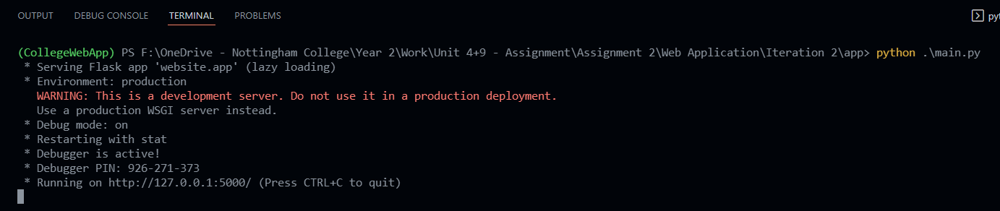 OUTPUT DEBUG CONSOLE TERMINAL PROBLEMS
(CollegeWebApp) PS F:\OneDrive - Nottingham College\Year 2\Work\Unit 4+9 - Assignment\Assignment 2\Web Application\Iteration 2\app> python .\main.py
* Serving Flask app 'website.app' (lazy loading)
* Environment: production
WARNING: This is a development server. Do not use it in a production deployment.
Use a production WSGI server instead.
* Debug mode: on
* Restarting with stat
* Debugger is active!
* Debugger PIN: 926-271-373
* Running on http://127.0.0.1:5000/ (Press CTRL+C to quit)